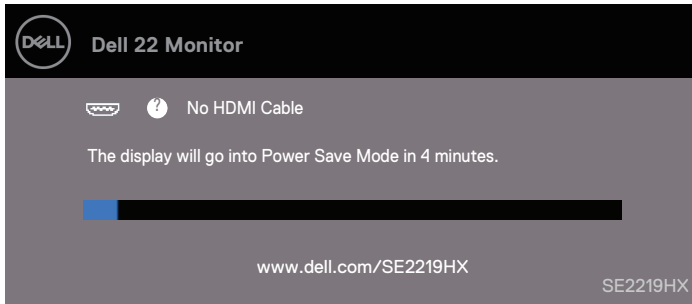 DELL
Dell 22 Monitor
? No HDMI Cable
The display will go into Power Save Mode in 4 minutes.
www.dell.com/SE2219HX
SE2219HX